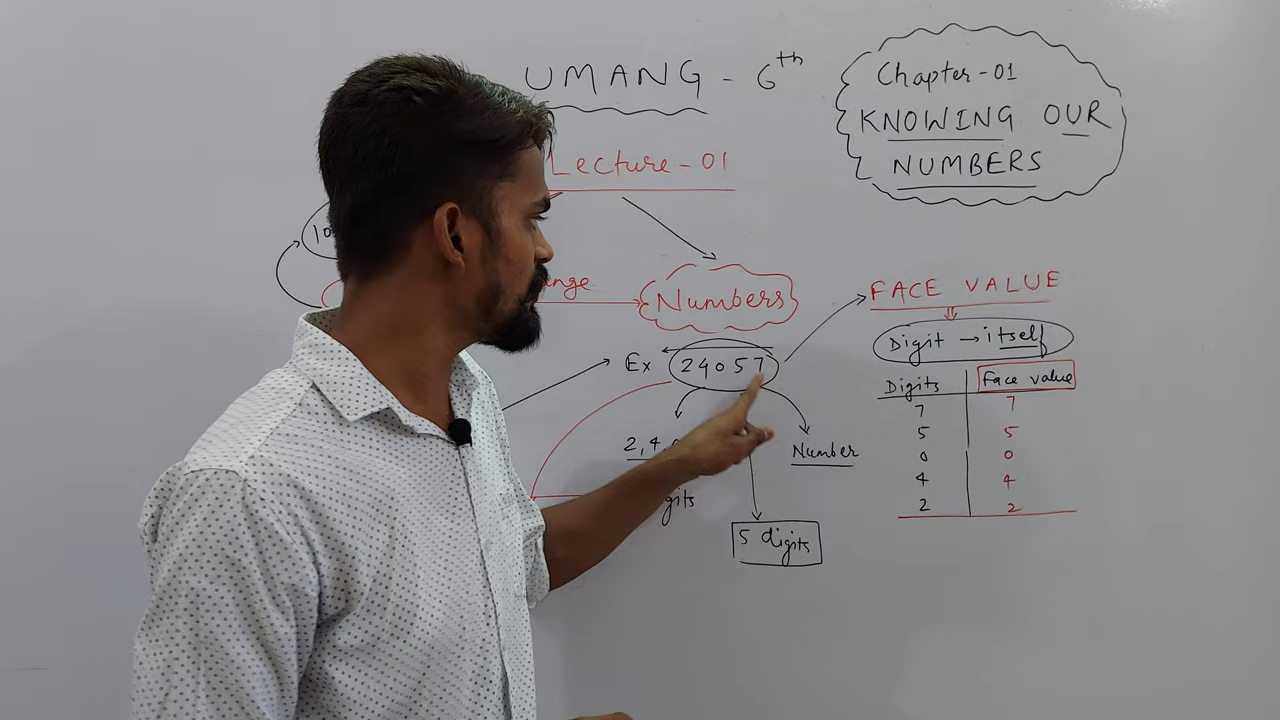 UMANG - 6th
Chapter-01
KNOWING OUR
NUMBERS
Lecture-01
Numbers
FACE VALUE
Digit → itself
Ex 24057
Digits Face value
7 7
5 5
0 0
4 4
2 2
2, 4,
Number
5 digits